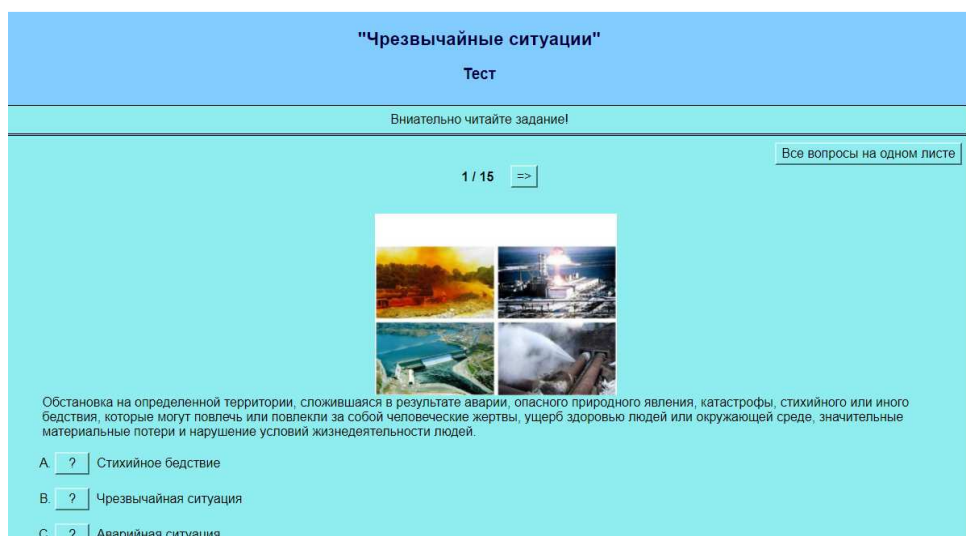 "Чрезвычайные ситуации"
Тест
Вниательно читайте задание!
Все вопросы на одном листе
1 / 15 =>
Обстановка на определенной территории, сложившаяся в результате аварии, опасного природного явления, катастрофы, стихийного или иного
бедствия, которые могут повлечь или повлекли за собой человеческие жертвы, ущерб здоровью людей или окружающей среде, значительные
материальные потери и нарушение условий жизнедеятельности людей.
A. ? Стихийное бедствие
B. ? Чрезвычайная ситуация
C. ? Аварийная ситуация